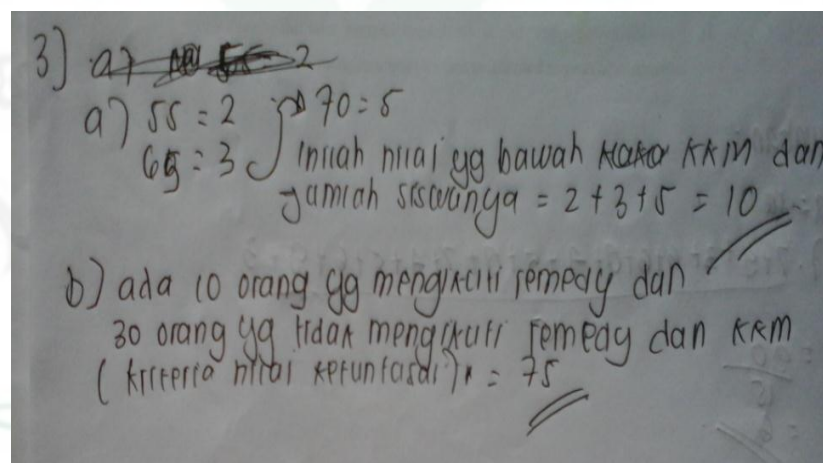 3)
a) 55 = 2 70 = 5
65 = 3 Inilah nilai yg bawah KKM dan
Jumlah siswanya = 2 + 3 + 5 = 10
b) ada 10 orang yg mengikuti remedy dan
30 orang yg tidak mengikuti remedy dan KKM
(kriteria nilai ketuntasan) = 75